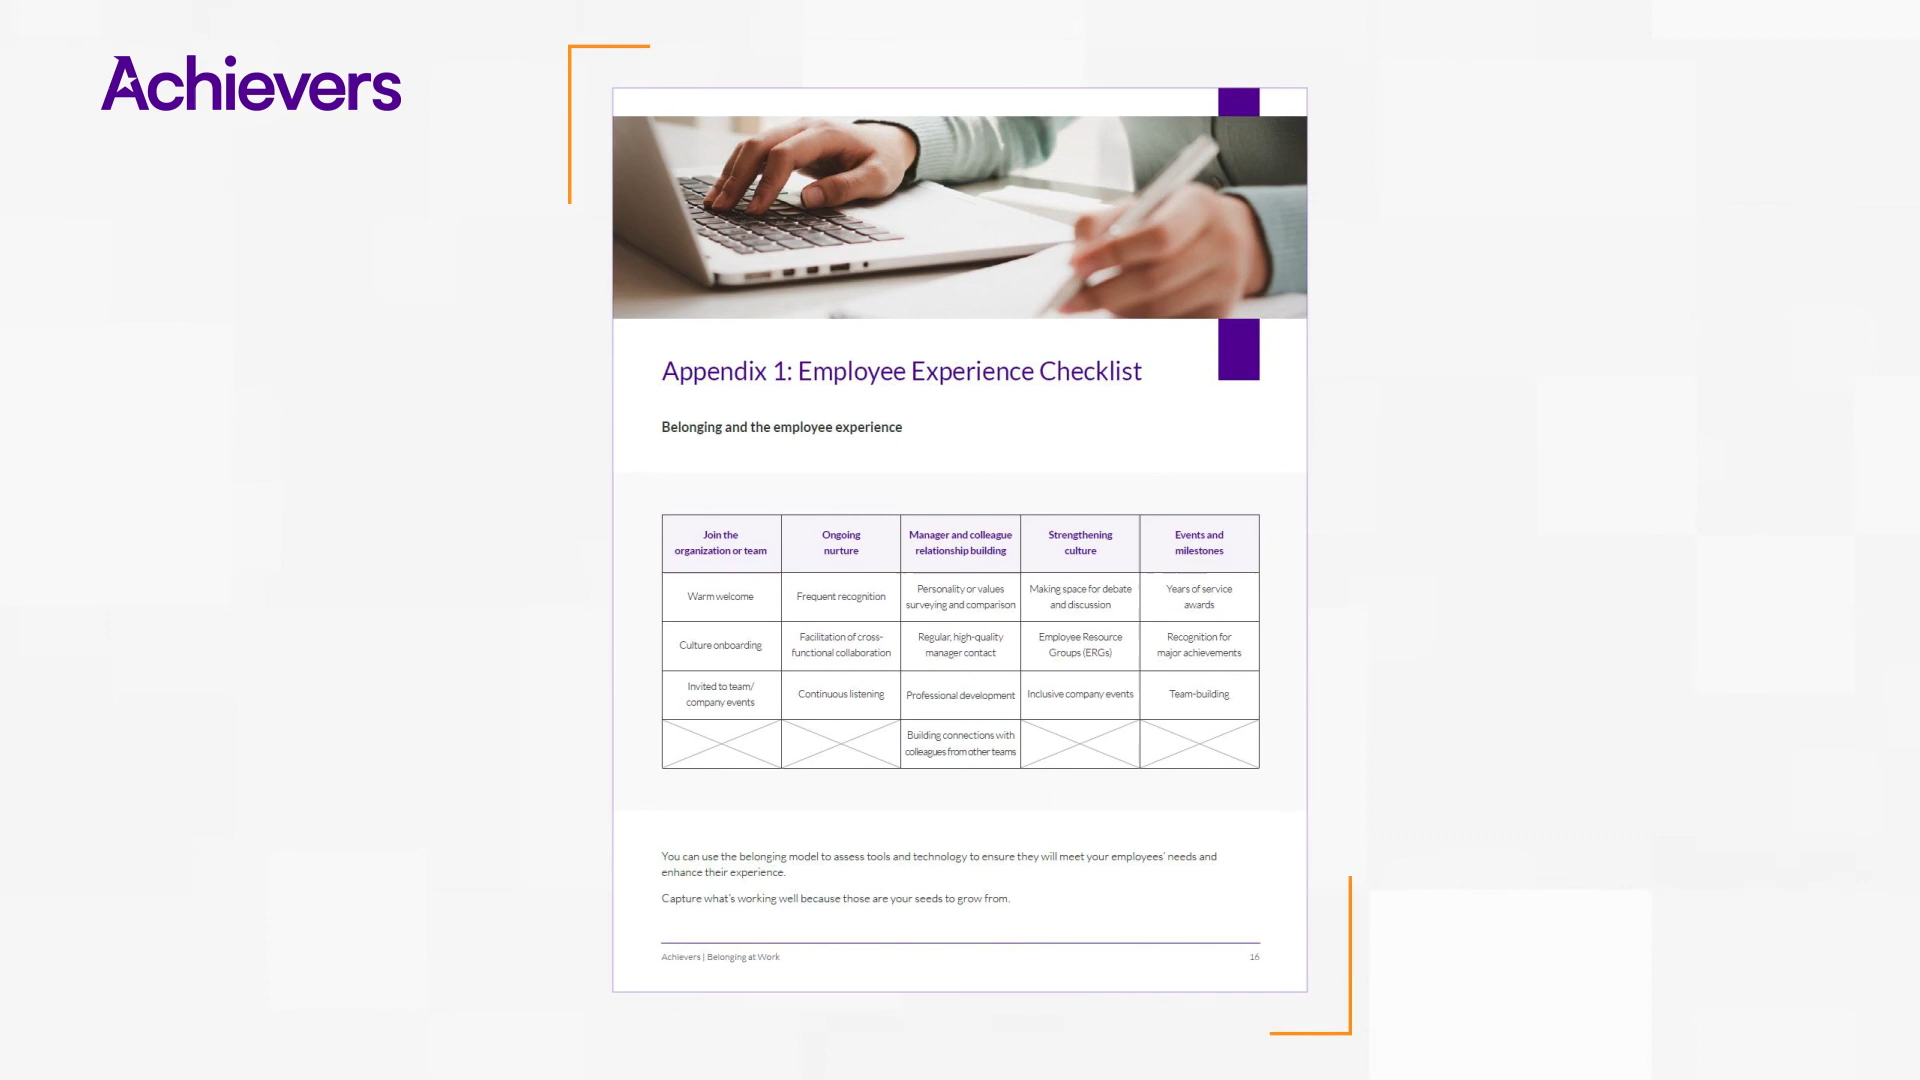 Achievers
Appendix 1: Employee Experience Checklist
Belonging and the employee experience
Join the
organization or team
Ongoing
nurture
Manager and colleague
relationship building
Strengthening
culture
Events and
milestones
Warm welcome
Frequent recognition
Personality or values
surveying and comparison
Making space for debate
and discussion
Years of service
awards
Culture onboarding
Facilitation of cross-
functional collaboration
Regular, high-quality
manager contact
Employee Resource
Groups (ERGs)
Recognition for
major achievements
Invited to team/
company events
Continuous listening
Professional development
Inclusive company events
Team-building
Building connections with
colleagues from other teams
You can use the belonging model to assess tools and technology to ensure they will meet your employees' needs and
enhance their experience.
Capture what's working well because those are your seeds to grow from.
Achievers | Belonging at Work
16